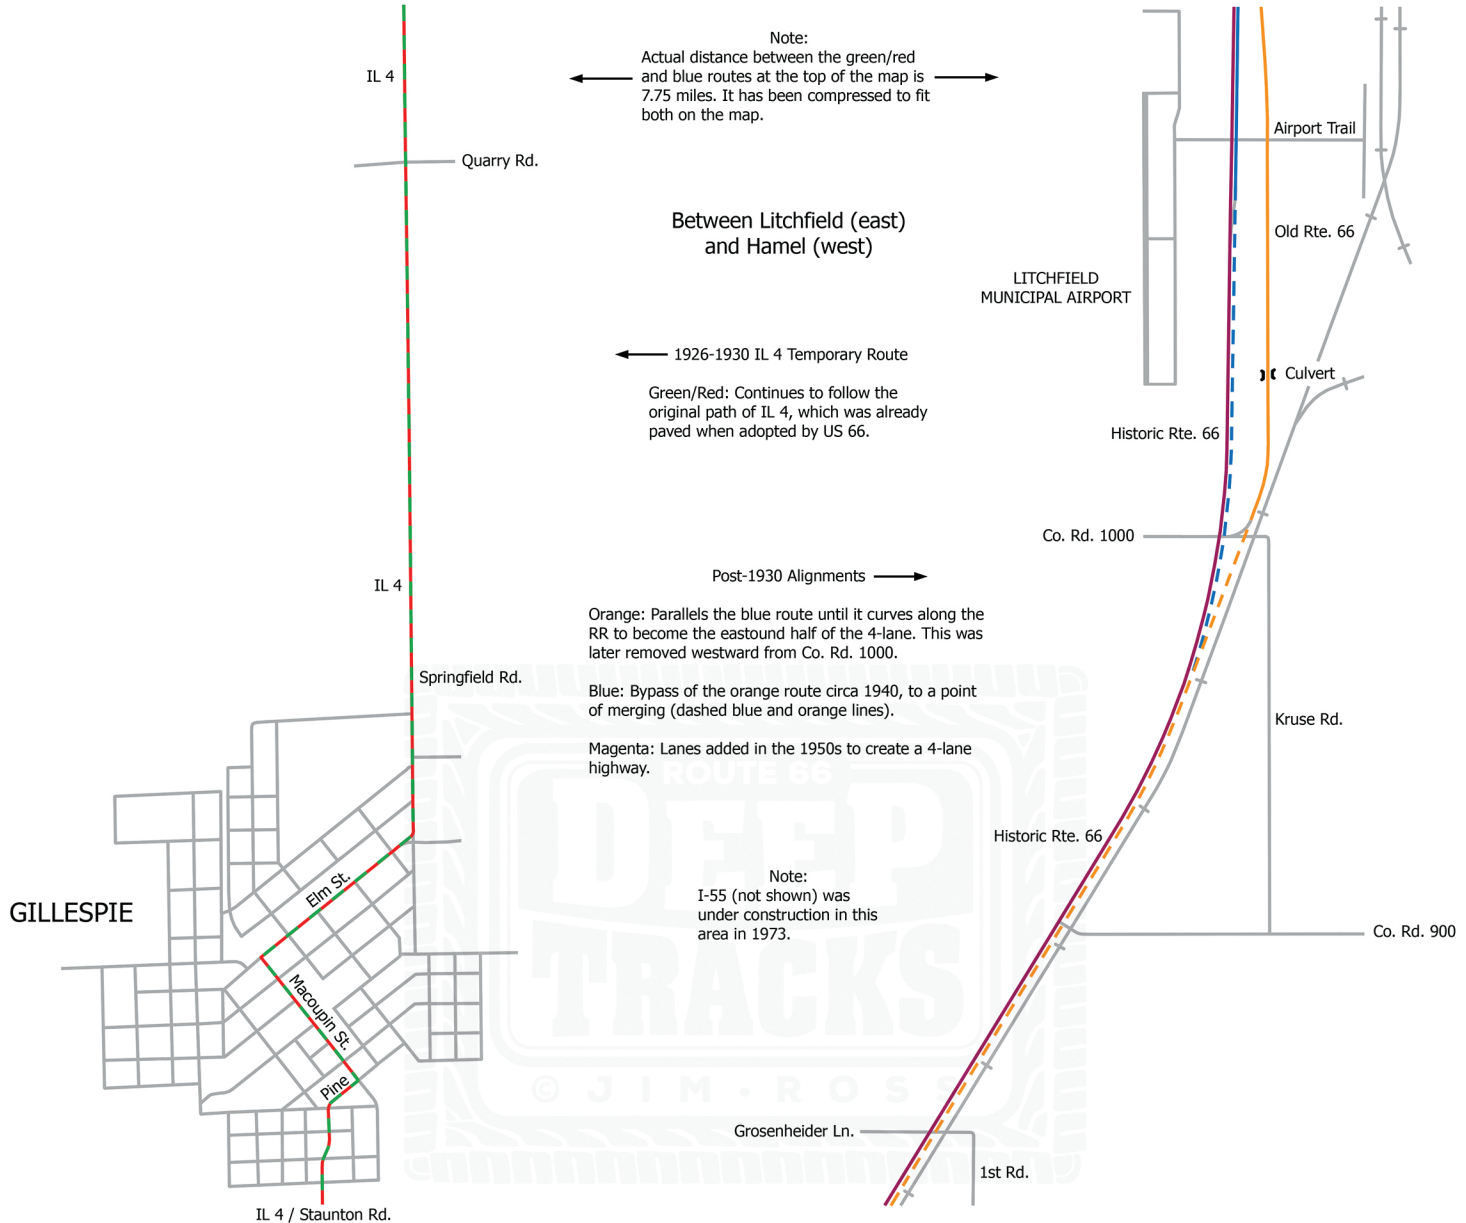 IL 4
Note:
Actual distance between the green/red
and blue routes at the top of the map is
7.75 miles. It has been compressed to fit
both on the map.
Airport Trail
Quarry Rd.
Between Litchfield (east)
and Hamel (west)
Old Rte. 66
LITCHFIELD
MUNICIPAL AIRPORT
1926-1930 IL 4 Temporary Route
Culvert
Green/Red: Continues to follow the
original path of IL 4, which was already
paved when adopted by US 66.
Historic Rte. 66
Co. Rd. 1000
IL 4
Post-1930 Alignments
Orange: Parallels the blue route until it curves along the
RR to become the eastound half of the 4-lane. This was
later removed westward from Co. Rd. 1000.
Springfield Rd.
Blue: Bypass of the orange route circa 1940, to a point
of merging (dashed blue and orange lines).
Kruse Rd.
Magenta: Lanes added in the 1950s to create a 4-lane
highway.
ROUTE 66
DEEP
TRACKS
© JIM • ROSS
Historic Rte. 66
Note:
I-55 (not shown) was
under construction in this
area in 1973.
Elm St.
GILLESPIE
Co. Rd. 900
Macoupin St.
Pine
Grosenheider Ln.
1st Rd.
IL 4 / Staunton Rd.